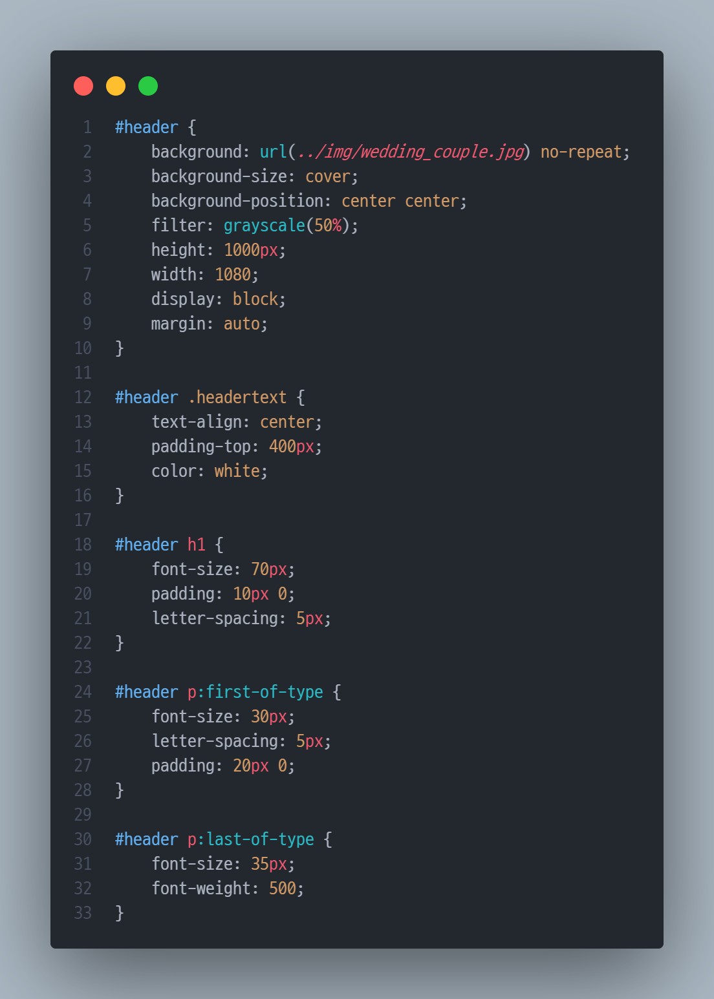 1 #header {
2     background: url(../img/wedding_couple.jpg) no-repeat;
3     background-size: cover;
4     background-position: center center;
5     filter: grayscale(50%);
6     height: 1000px;
7     width: 1080;
8     display: block;
9     margin: auto;
10 }
11
12 #header .headertext {
13     text-align: center;
14     padding-top: 400px;
15     color: white;
16 }
17
18 #header h1 {
19     font-size: 70px;
20     padding: 10px 0;
21     letter-spacing: 5px;
22 }
23
24 #header p:first-of-type {
25     font-size: 30px;
26     letter-spacing: 5px;
27     padding: 20px 0;
28 }
29
30 #header p:last-of-type {
31     font-size: 35px;
32     font-weight: 500;
33 }